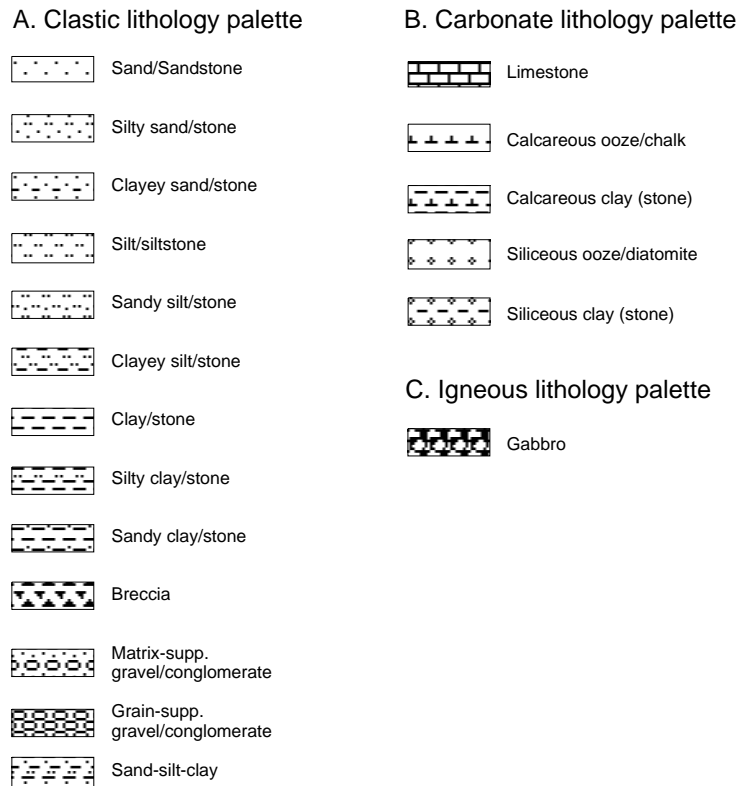 A. Clastic lithology palette
Sand/Sandstone
Silty sand/stone
Clayey sand/stone
Silt/siltstone
Sandy silt/stone
Clayey silt/stone
Clay/stone
Silty clay/stone
Sandy clay/stone
Breccia
Matrix-supp.
gravel/conglomerate
Grain-supp.
gravel/conglomerate
Sand-silt-clay
B. Carbonate lithology palette
Limestone
Calcareous ooze/chalk
Calcareous clay (stone)
Siliceous ooze/diatomite
Siliceous clay (stone)
C. Igneous lithology palette
Gabbro